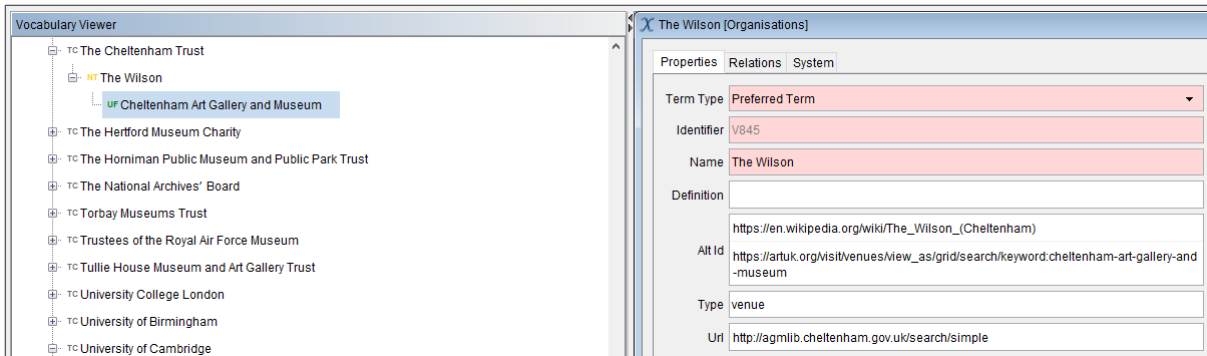 Vocabulary Viewer
TC The Cheltenham Trust
NT The Wilson
UF Cheltenham Art Gallery and Museum
TC The Hertford Museum Charity
TC The Horniman Public Museum and Public Park Trust
TC The National Archives' Board
TC Torbay Museums Trust
TC Trustees of the Royal Air Force Museum
TC Tullie House Museum and Art Gallery Trust
TC University College London
TC University of Birmingham
TC University of Cambridge
The Wilson [Organisations]
Properties Relations System
Term Type Preferred Term
Identifier V845
Name The Wilson
Definition
Alt Id
https://en.wikipedia.org/wiki/The_Wilson_(Cheltenham)
https://artuk.org/visit/venues/view_as/grid/search/keyword:cheltenham-art-gallery-and
-museum
Type venue
Url http://agmlib.cheltenham.gov.uk/search/simple